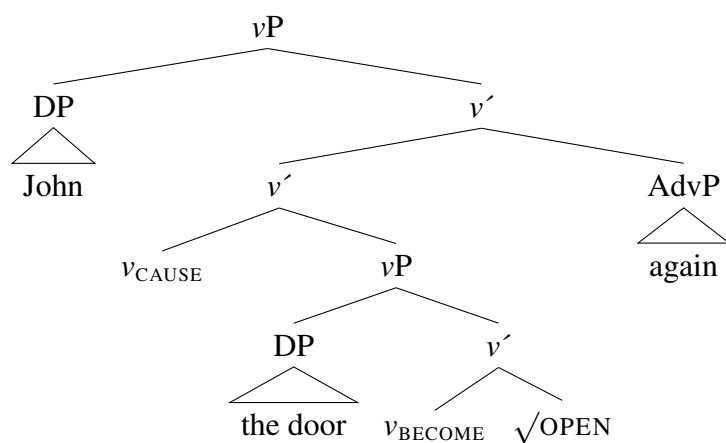 vP
DP v′
John v′ AdvP
vCAUSE vP again
DP v′
the door vBECOME √OPEN